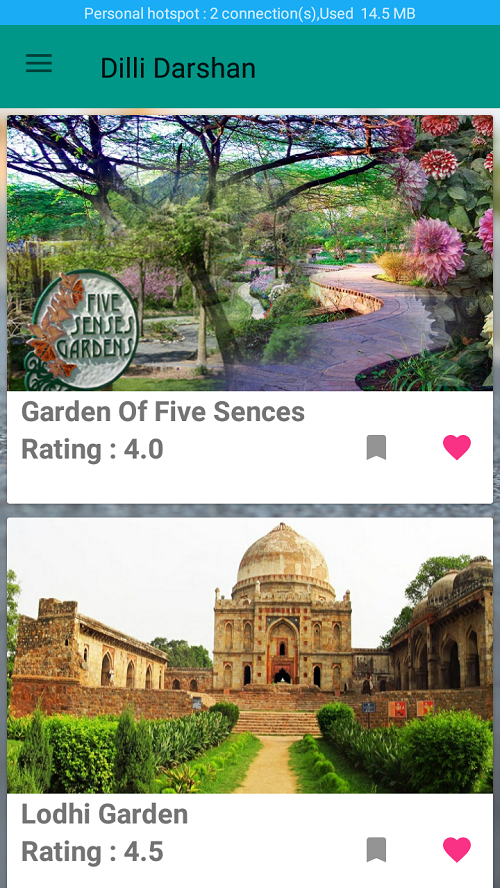 Personal hotspot : 2 connection(s),Used 14.5 MB
Dilli Darshan
FIVE
SENSES
GARDENS
Garden Of Five Sences
Rating : 4.0
Lodhi Garden
Rating : 4.5